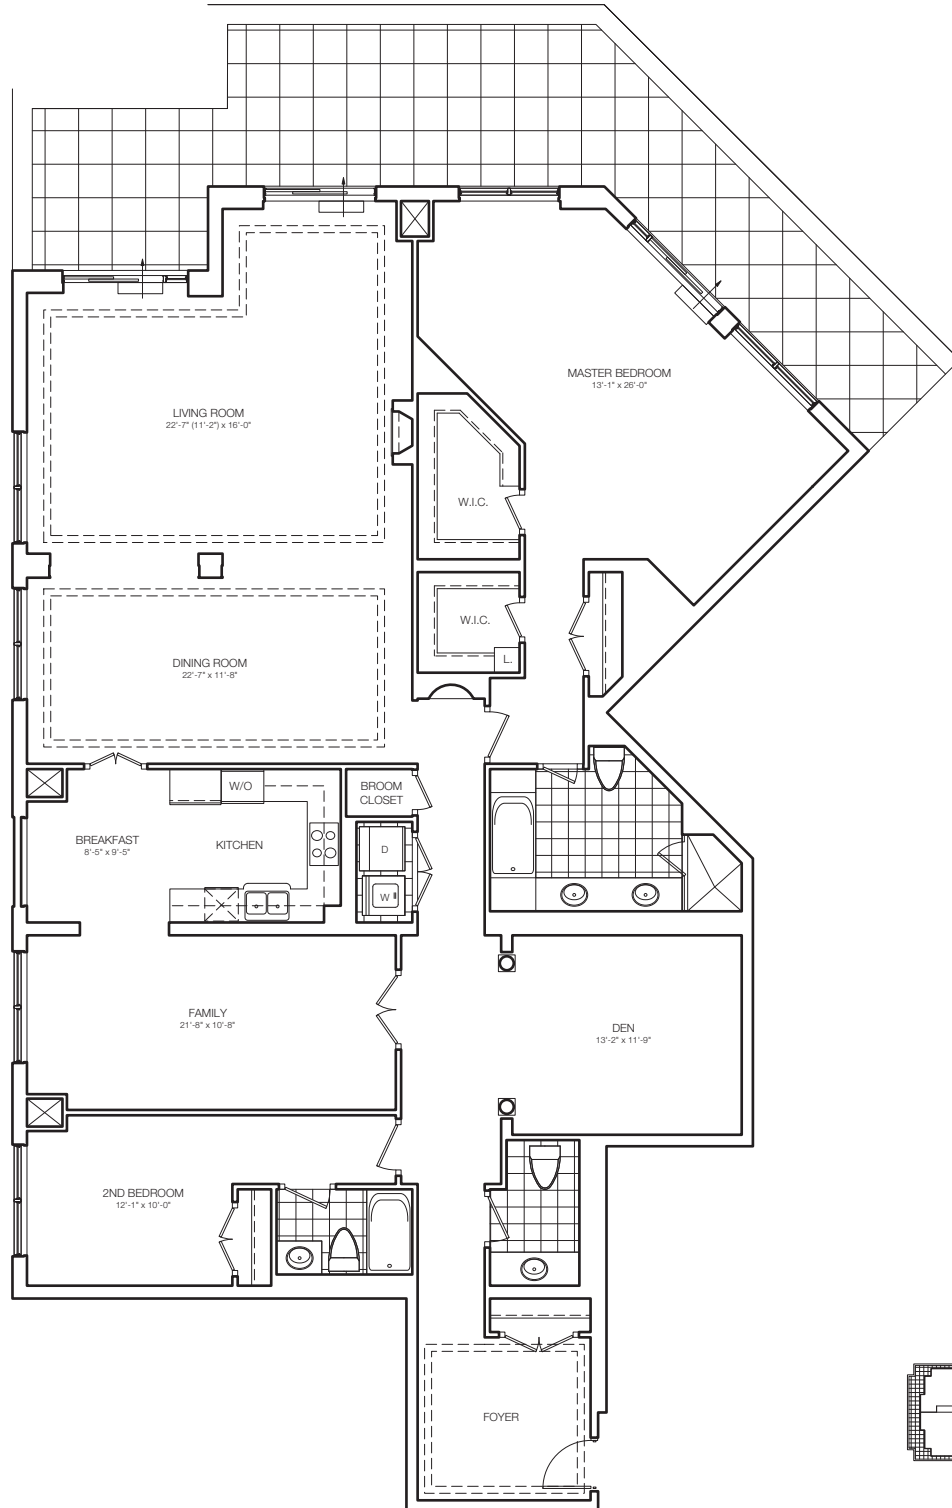 MASTER BEDROOM
13'-1" x 26'-0"
LIVING ROOM
22'-7" (11'-2") x 16'-0"
W.I.C.
W.I.C.
L.
DINING ROOM
22'-7" x 11'-8"
W/O
BROOM
CLOSET
BREAKFAST
8'-5" x 9'-5"
KITCHEN
D
W
FAMILY
21'-8" x 10'-8"
DEN
13'-2" x 11'-9"
2ND BEDROOM
12'-1" x 10'-0"
FOYER